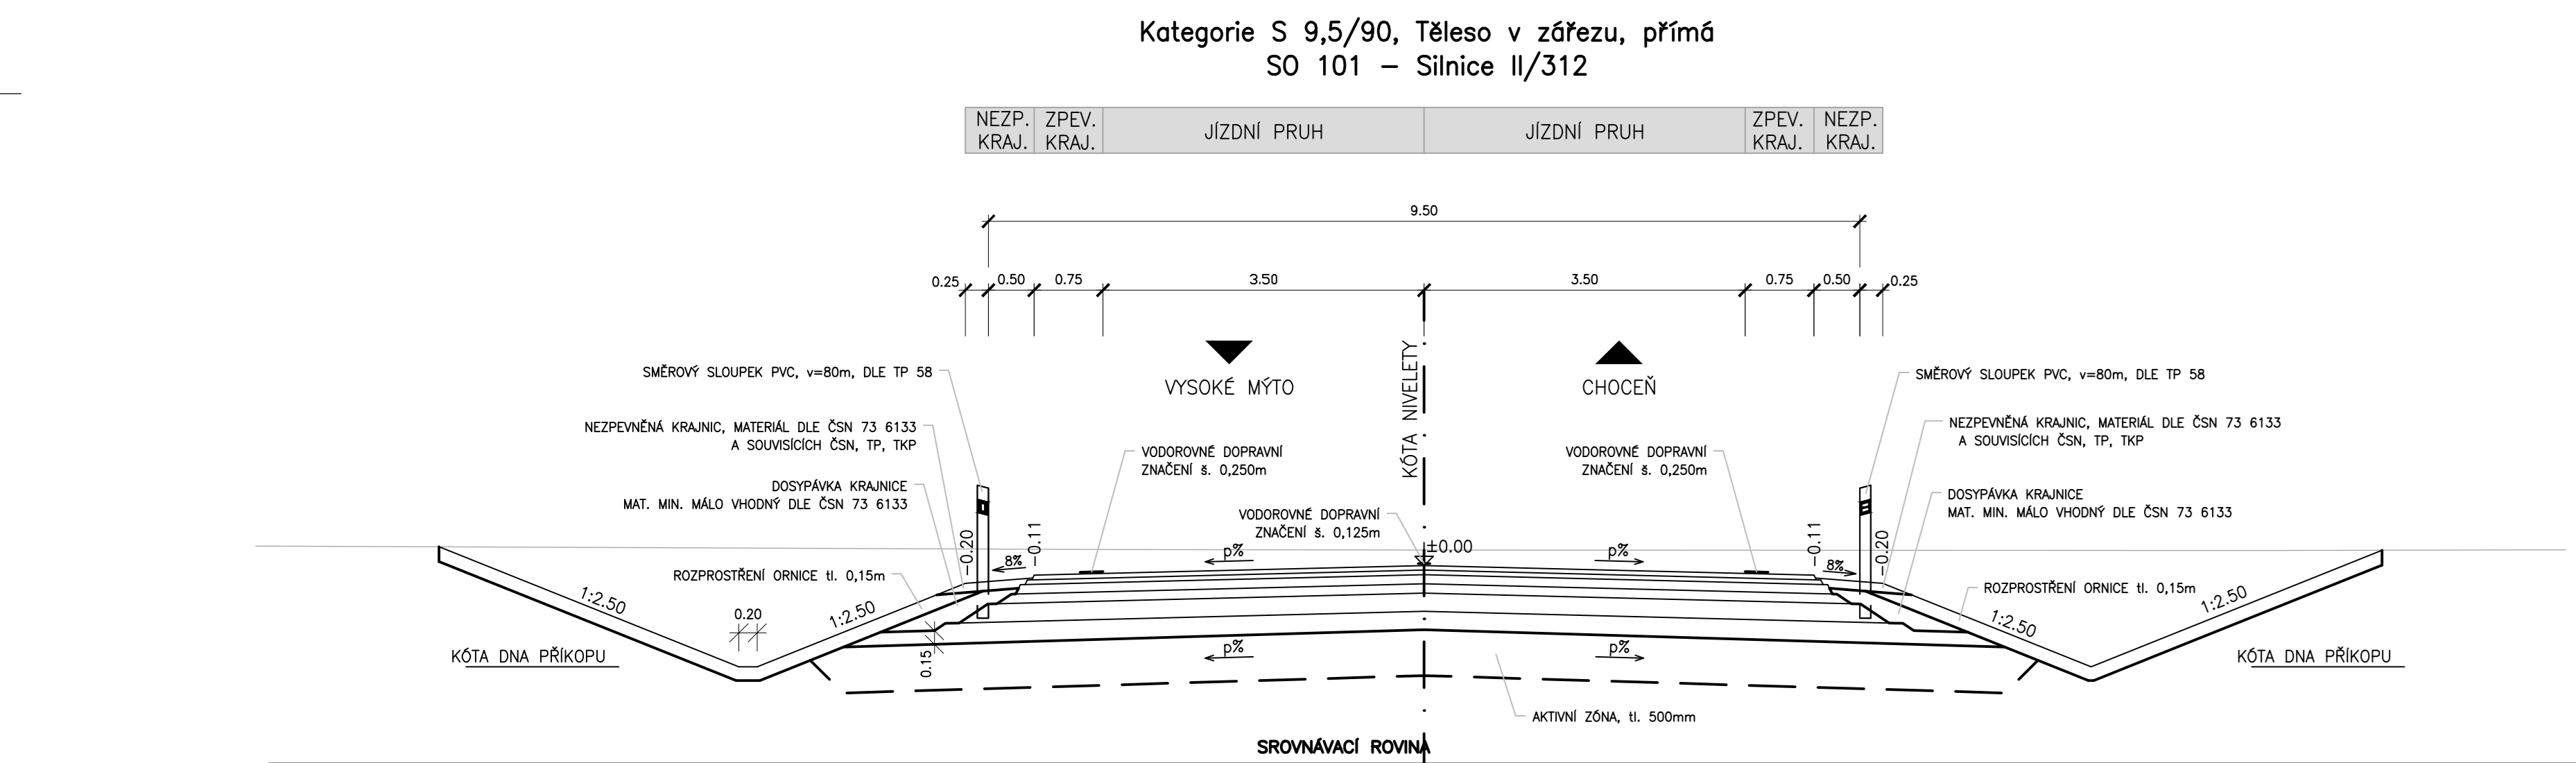 Kategorie S 9,5/90, Těleso v zářezu, přímá
SO 101 – Silnice II/312
NEZP. KRAJ.
ZPEV. KRAJ.
JÍZDNÍ PRUH
JÍZDNÍ PRUH
ZPEV. KRAJ.
NEZP. KRAJ.
9.50
0.25
0.50
0.75
3.50
3.50
0.75
0.50
0.25
KÓTA NIVELETY
VYSOKÉ MÝTO
CHOCEŇ
SMĚROVÝ SLOUPEK PVC, v=80m, DLE TP 58
SMĚROVÝ SLOUPEK PVC, v=80m, DLE TP 58
NEZPEVNĚNÁ KRAJNIC, MATERIÁL DLE ČSN 73 6133
A SOUVISÍCÍCH ČSN, TP, TKP
VODOROVNÉ DOPRAVNÍ
ZNAČENÍ š. 0,250m
VODOROVNÉ DOPRAVNÍ
ZNAČENÍ š. 0,250m
NEZPEVNĚNÁ KRAJNIC, MATERIÁL DLE ČSN 73 6133
A SOUVISÍCÍCH ČSN, TP, TKP
DOSYPÁVKA KRAJNICE
MAT. MIN. MÁLO VHODNÝ DLE ČSN 73 6133
VODOROVNÉ DOPRAVNÍ
ZNAČENÍ š. 0,125m
DOSYPÁVKA KRAJNICE
MAT. MIN. MÁLO VHODNÝ DLE ČSN 73 6133
-0.20
8%
-0.11
p%
±0.00
p%
-0.11
8%
-0.20
ROZPROSTŘENÍ ORNICE tl. 0,15m
ROZPROSTŘENÍ ORNICE tl. 0,15m
1:2.50
0.20
1:2.50
1:2.50
1:2.50
KÓTA DNA PŘÍKOPU
0.15
p%
p%
KÓTA DNA PŘÍKOPU
AKTIVNÍ ZÓNA, tl. 500mm
SROVNÁVACÍ ROVINA